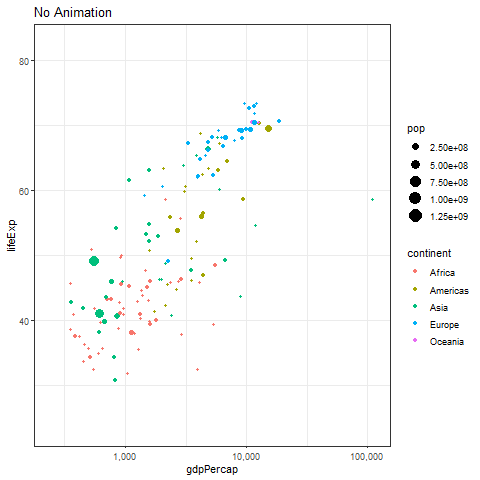 No Animation
80
60
40
lifeExp
1,000
10,000
100,000
gdpPercap
pop
2.50e+08
5.00e+08
7.50e+08
1.00e+09
1.25e+09
continent
Africa
Americas
Asia
Europe
Oceania